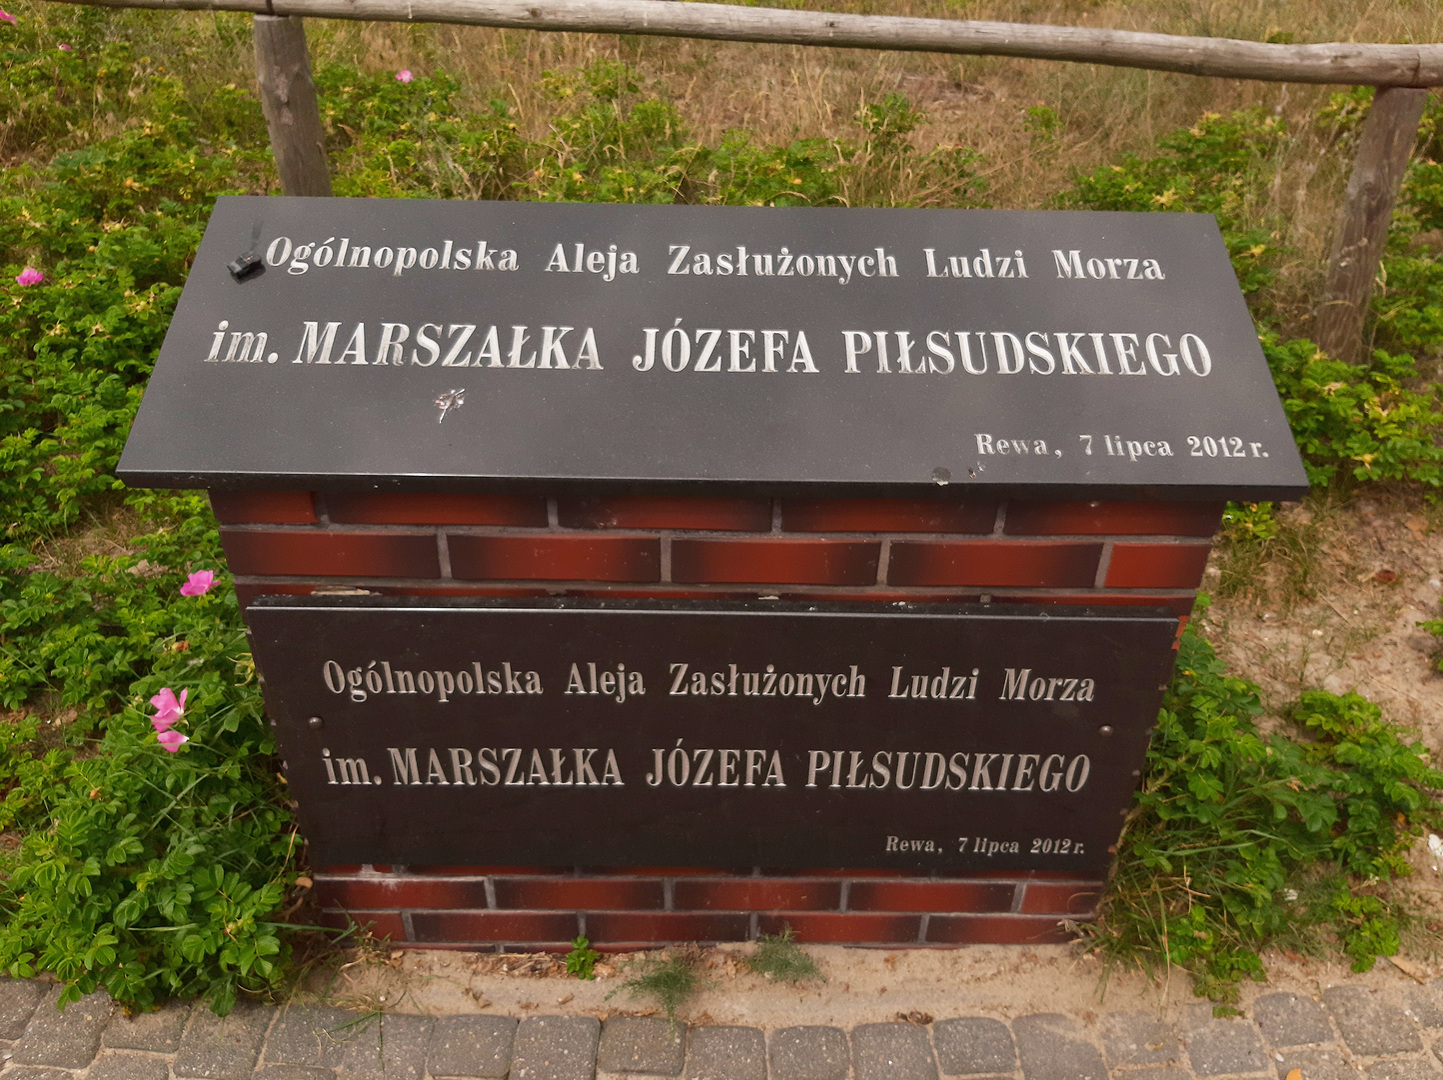 Ogólnopolska Aleja Zasłużonych Ludzi Morza
im. MARSZAŁKA JÓZEFA PIŁSUDSKIEGO
Rewa, 7 lipca 2012 r.
Ogólnopolska Aleja Zasłużonych Ludzi Morza
im. MARSZAŁKA JÓZEFA PIŁSUDSKIEGO
Rewa, 7 lipca 2012 r.